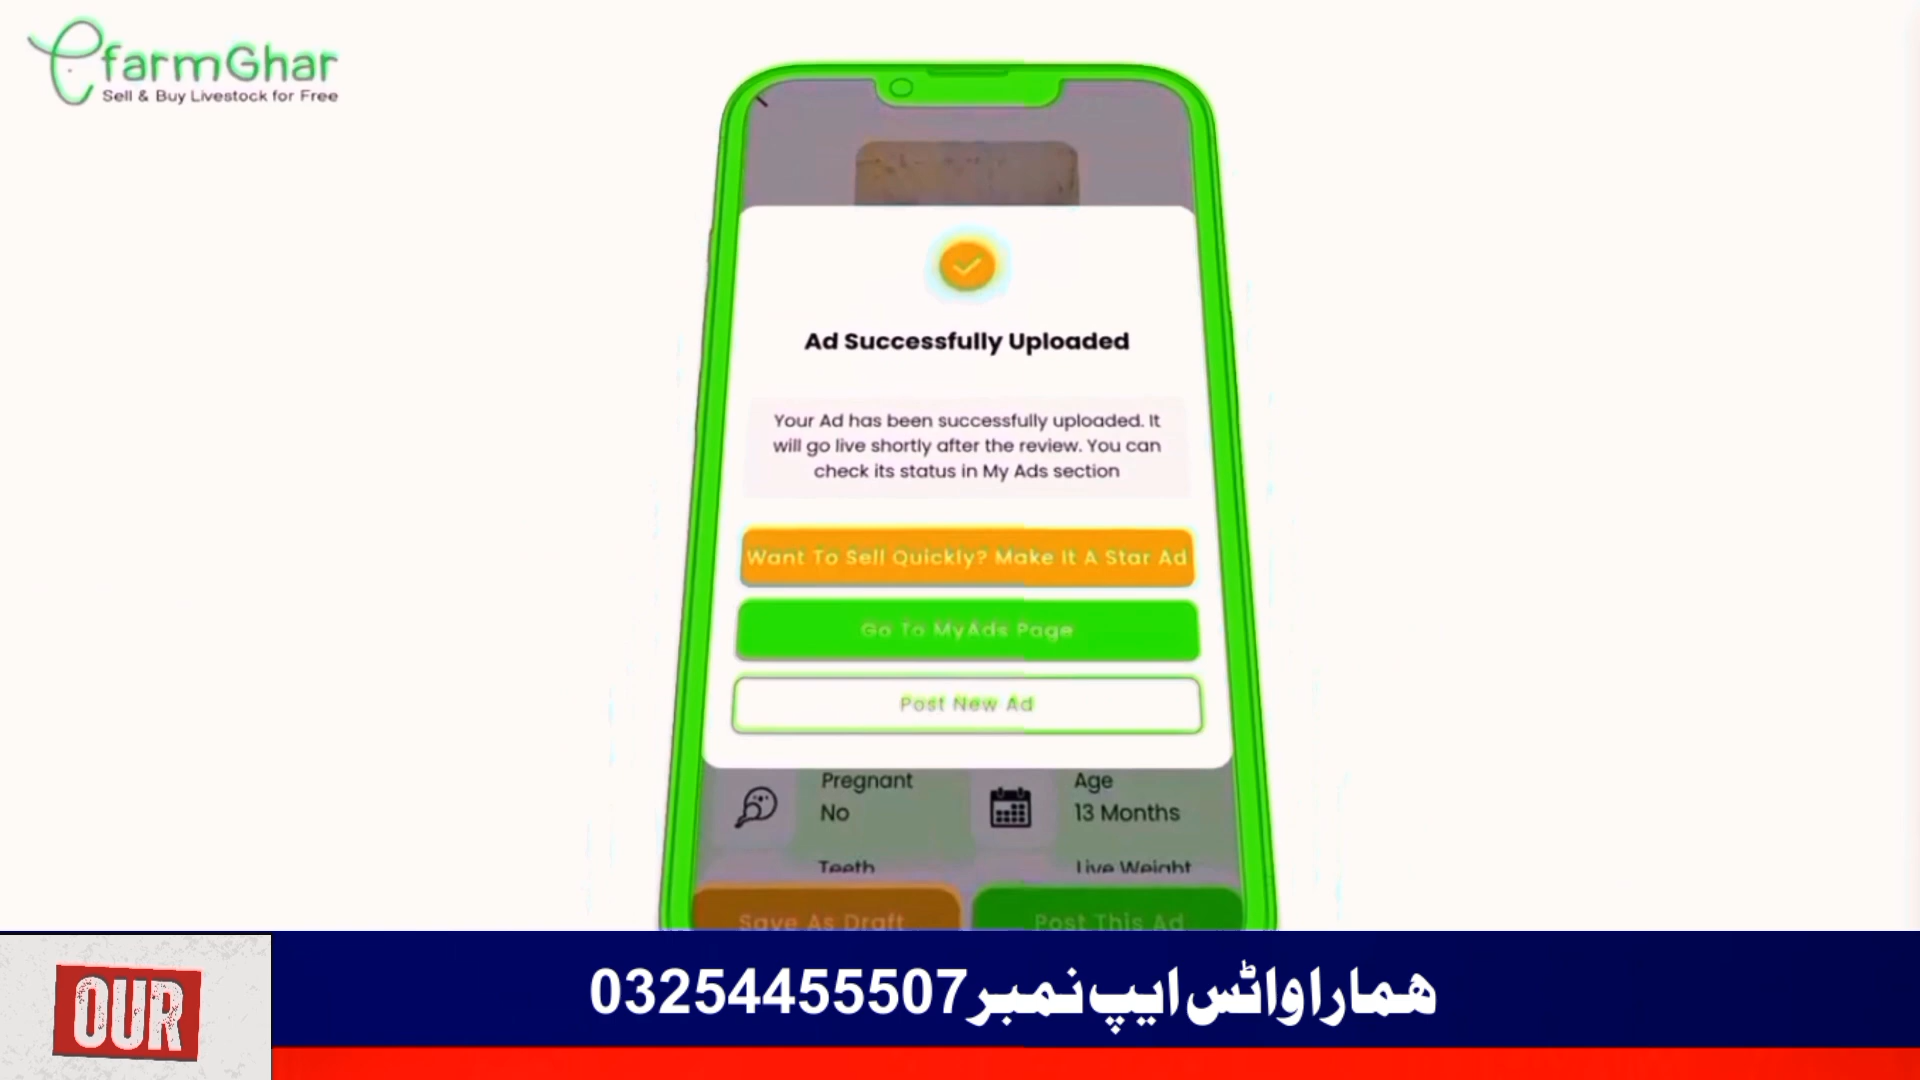 efarmGhar
Sell & Buy Livestock for Free
Ad Successfully Uploaded
Your Ad has been successfully uploaded. It
will go live shortly after the review. You can
check its status in My Ads section
Want To Sell Quickly? Make It A Star Ad
Go To MyAds Page
Post New Ad
Pregnant
No
Age
13 Months
Teeth
Live Weight
Save As Draft
Post This Ad
OUR
ھمارا واٹس ایپ نمبر 03254455507